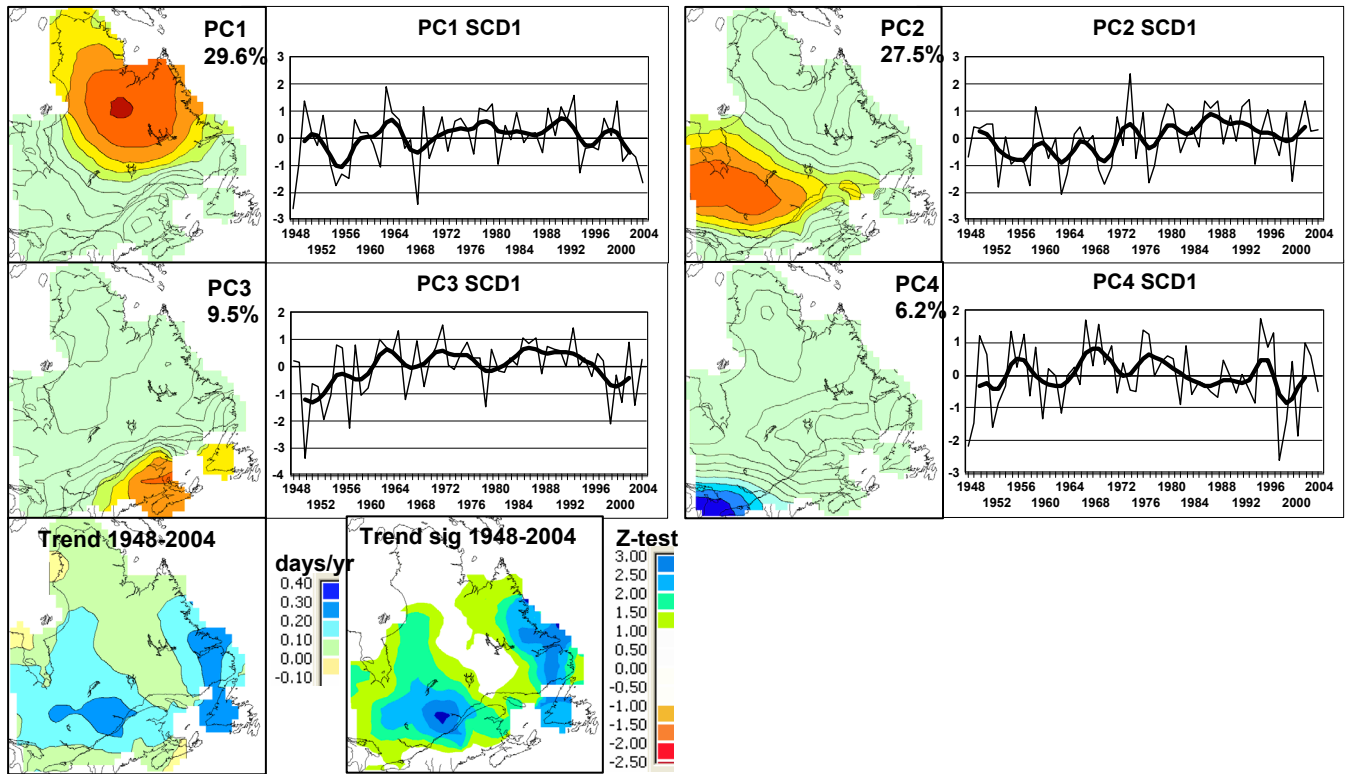 PC1
29.6%
PC1 SCD1
3
2
1
0
-1
-2
-3
1948 1956 1964 1972 1980 1988 1996 2004
1952 1960 1968 1976 1984 1992 2000
PC2
27.5%
PC2 SCD1
3
2
1
0
-1
-2
-3
1948 1956 1964 1972 1980 1988 1996 2004
1952 1960 1968 1976 1984 1992 2000
PC3
9.5%
PC3 SCD1
2
1
0
-1
-2
-3
-4
1948 1956 1964 1972 1980 1988 1996 2004
1952 1960 1968 1976 1984 1992 2000
PC4
6.2%
PC4 SCD1
2
1
0
-1
-2
-3
1948 1956 1964 1972 1980 1988 1996 2004
1952 1960 1968 1976 1984 1992 2000
Trend 1948-2004
days/yr
0.40
0.30
0.20
0.10
0.00
-0.10
Trend sig 1948-2004
Z-test
3.00
2.50
2.00
1.50
1.00
0.50
0.00
-0.50
-1.00
-1.50
-2.00
-2.50